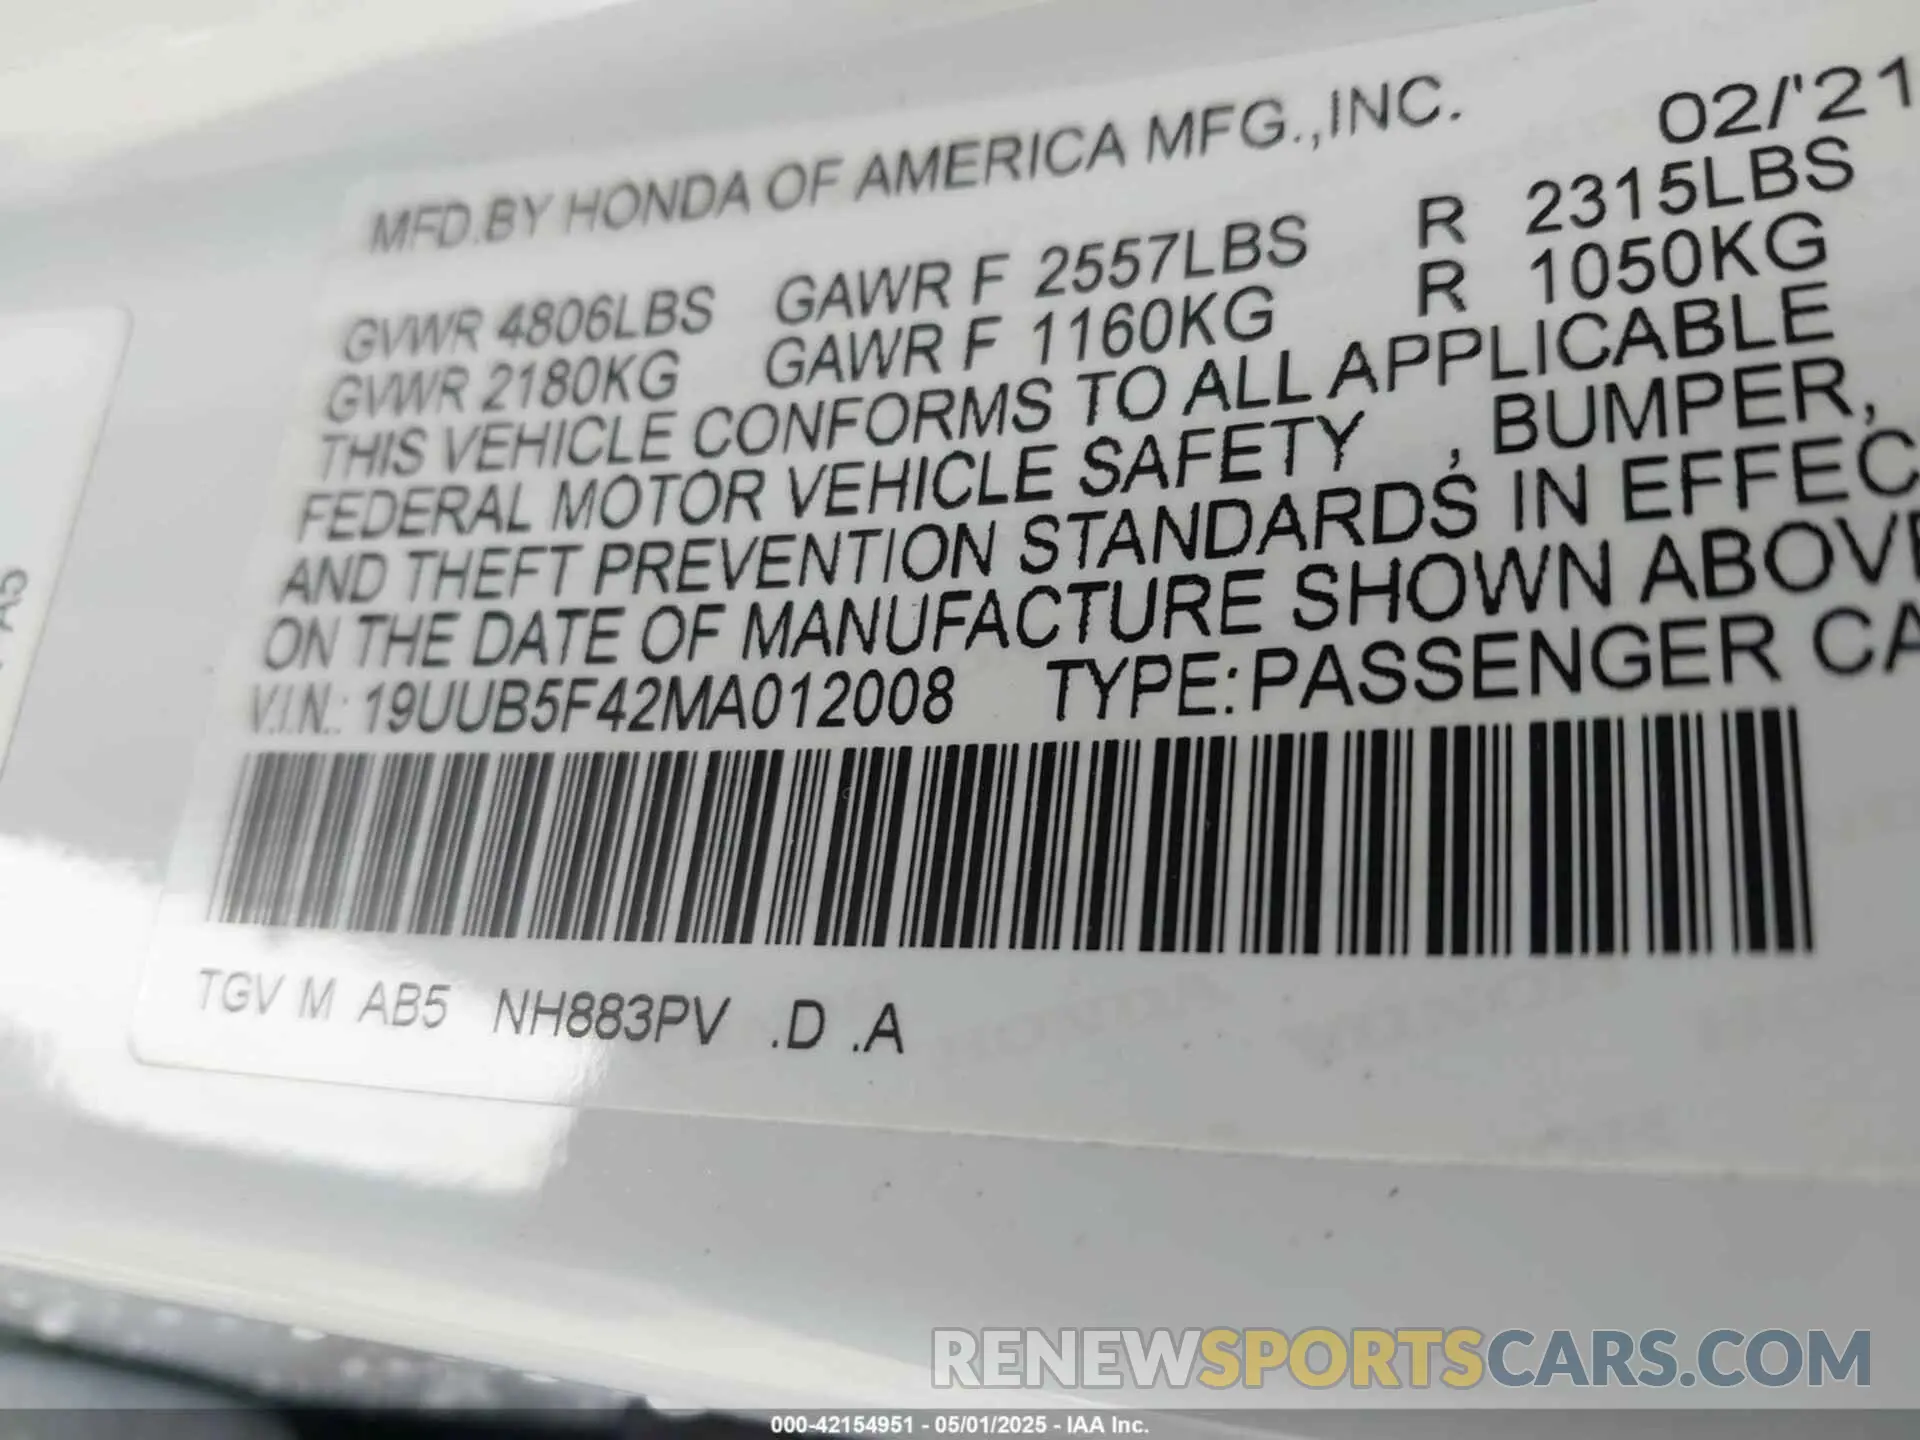 MFD.BY HONDA OF AMERICA MFG.,INC. 02/'21
GVWR 4806LBS GAWR F 2557LBS R 2315LBS
GVWR 2180KG GAWR F 1160KG R 1050KG
THIS VEHICLE CONFORMS TO ALL APPLICABLE
FEDERAL MOTOR VEHICLE SAFETY , BUMPER,
AND THEFT PREVENTION STANDARDS IN EFFEC
ON THE DATE OF MANUFACTURE SHOWN ABOVE
V.I.N.: 19UUB5F42MA012008 TYPE:PASSENGER CA
TGV M AB5 NH883PV .D .A
A5
RENEWSPORTSCARS.COM
000-42154951 - 05/01/2025 - IAA Inc.